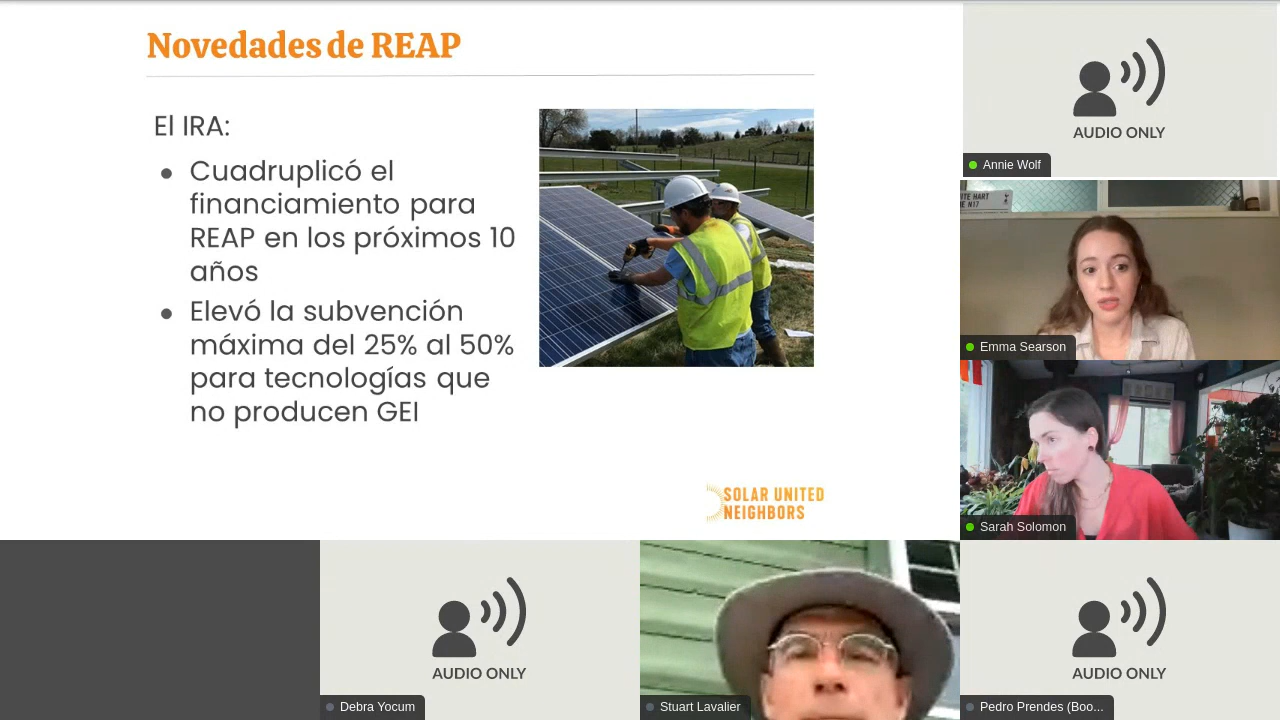 Novedades de REAP
El IRA:
● Cuadruplicó el
financiamiento para
REAP en los próximos 10
años
● Elevó la subvención
máxima del 25% al 50%
para tecnologías que
no producen GEI
SOLAR UNITED
NEIGHBORS
AUDIO ONLY
Annie Wolf
Emma Searson
Sarah Solomon
AUDIO ONLY
Debra Yocum
Stuart Lavalier
AUDIO ONLY
Pedro Prendes (Boo...